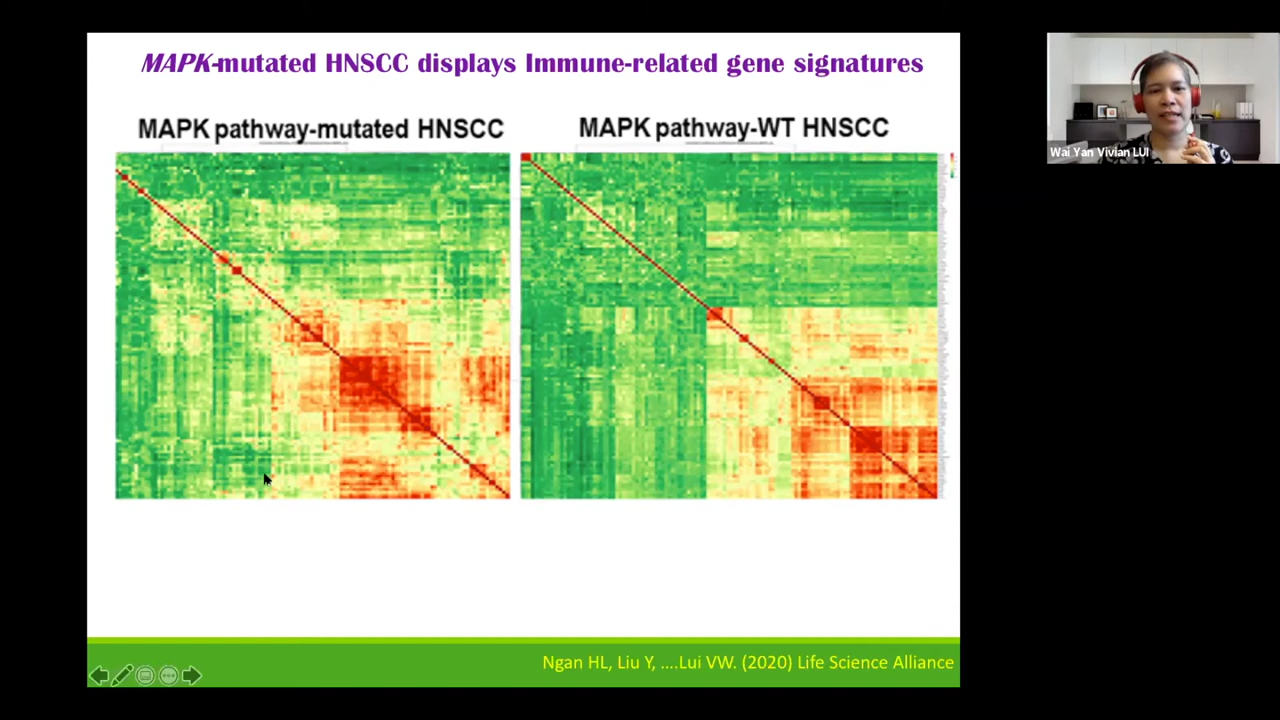 MAPK-mutated HNSCC displays Immune-related gene signatures
MAPK pathway-mutated HNSCC
MAPK pathway-WT HNSCC
Wai Yan Vivian LUI
Ngan HL, Liu Y, ....Lui VW. (2020) Life Science Alliance